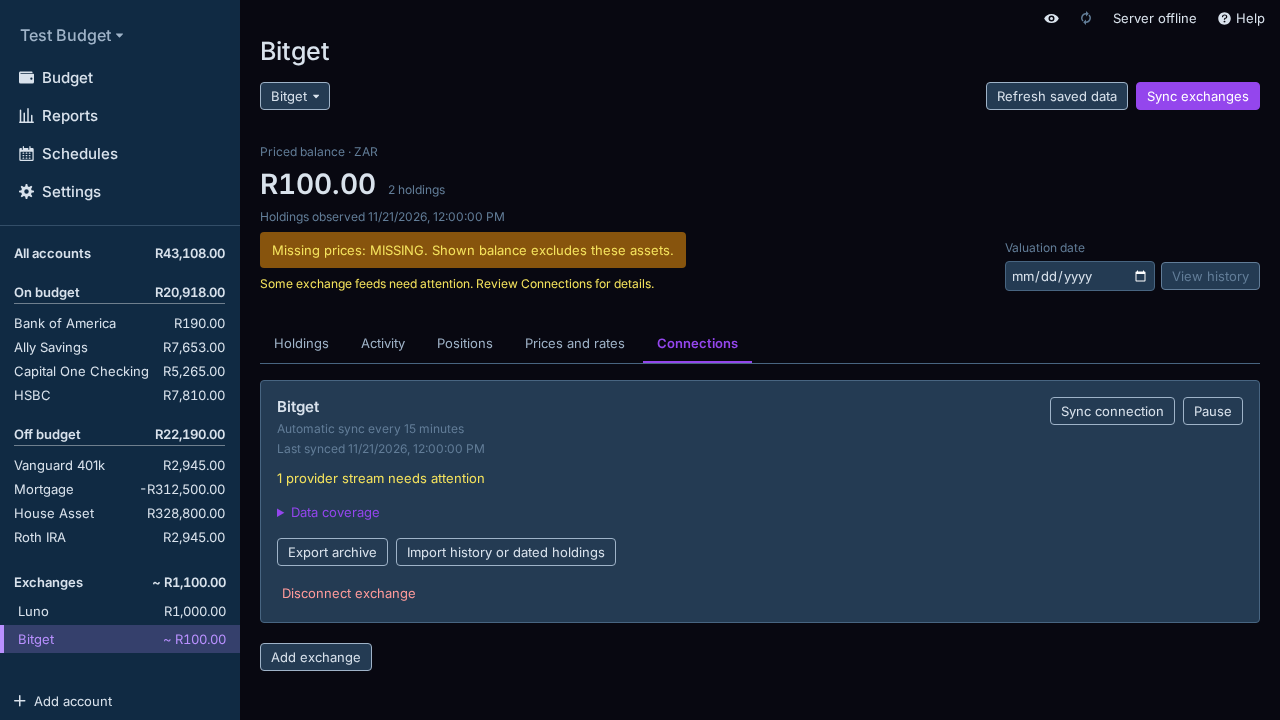 Test Budget
Budget
Reports
Schedules
Settings
All accounts R43,108.00
On budget R20,918.00
Bank of America R190.00
Ally Savings R7,653.00
Capital One Checking R5,265.00
HSBC R7,810.00
Off budget R22,190.00
Vanguard 401k R2,945.00
Mortgage -R312,500.00
House Asset R328,800.00
Roth IRA R2,945.00
Exchanges ~ R1,100.00
Luno R1,000.00
Bitget ~ R100.00
Add account
Server offline
Help
Bitget
Bitget
Refresh saved data
Sync exchanges
Priced balance · ZAR
R100.00 2 holdings
Holdings observed 11/21/2026, 12:00:00 PM
Missing prices: MISSING. Shown balance excludes these assets.
Some exchange feeds need attention. Review Connections for details.
Valuation date
mm/dd/yyyy
View history
Holdings Activity Positions Prices and rates Connections
Bitget
Automatic sync every 15 minutes
Last synced 11/21/2026, 12:00:00 PM
Sync connection
Pause
1 provider stream needs attention
Data coverage
Export archive
Import history or dated holdings
Disconnect exchange
Add exchange